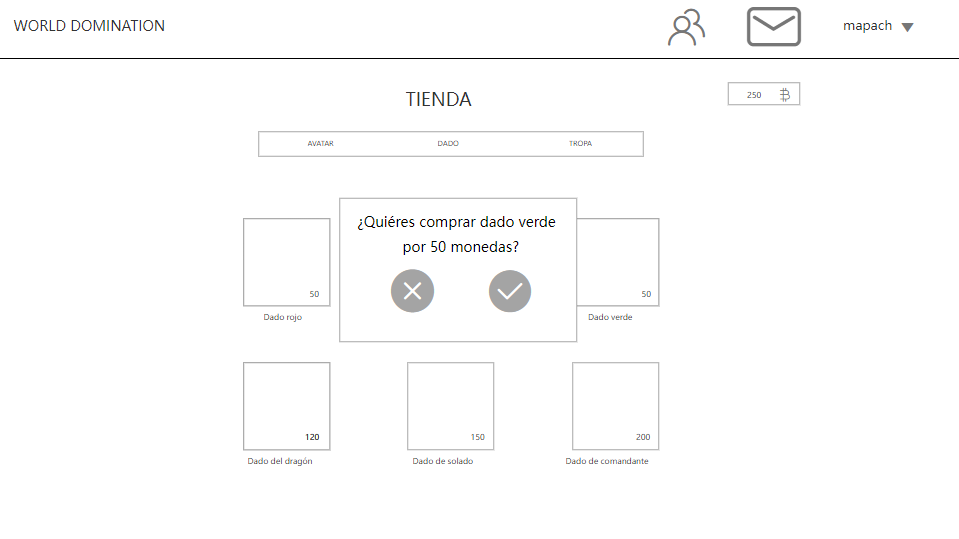 WORLD DOMINATION
mapach
TIENDA
250
AVATAR DADO TROPA
¿Quiéres comprar dado verde
por 50 monedas?
50
50
Dado rojo
Dado verde
120
150
200
Dado del dragón
Dado de solado
Dado de comandante